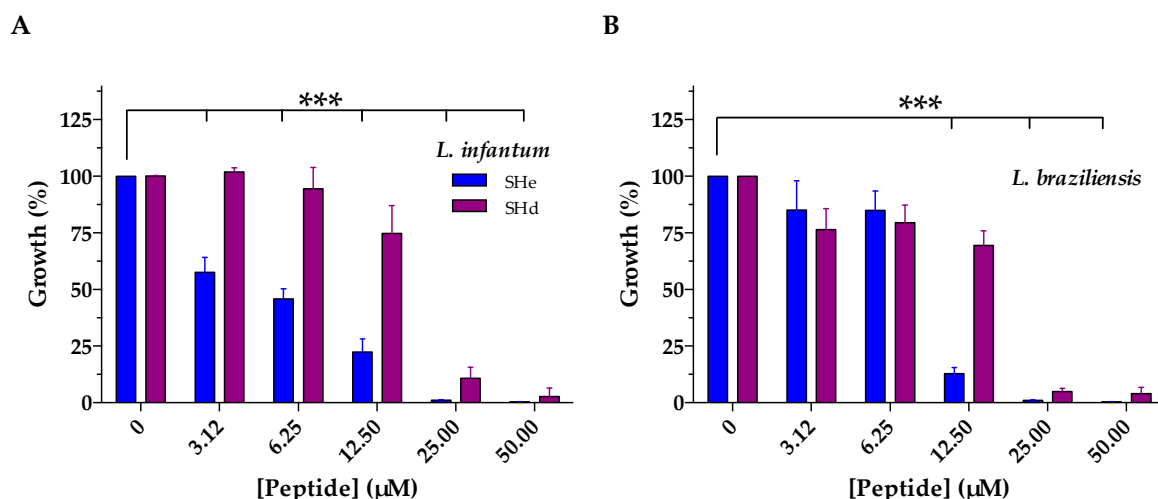 A
***
L. infantum
SHe
SHd
Growth (%)
125
100
75
50
25
0
0
3.12
6.25
12.50
25.00
50.00
[Peptide] (µM)
B
***
L. braziliensis
Growth (%)
125
100
75
50
25
0
0
3.12
6.25
12.50
25.00
50.00
[Peptide] (µM)